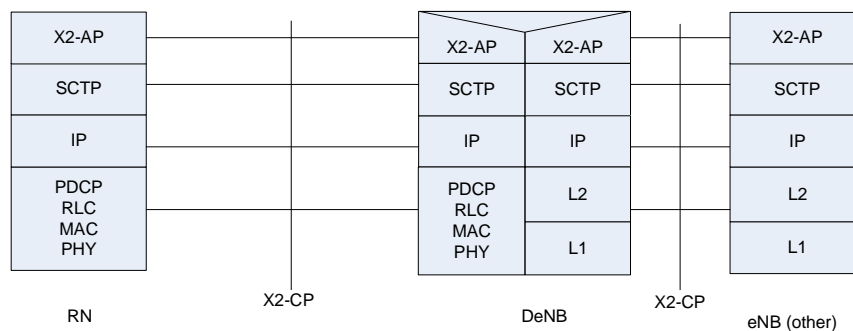 X2-AP
SCTP
IP
PDCP
RLC
MAC
PHY
RN
X2-CP
X2-AP X2-AP
SCTP SCTP
IP IP
PDCP
RLC
MAC
PHY
L2
L1
DeNB
X2-CP
X2-AP
SCTP
IP
L2
L1
eNB (other)